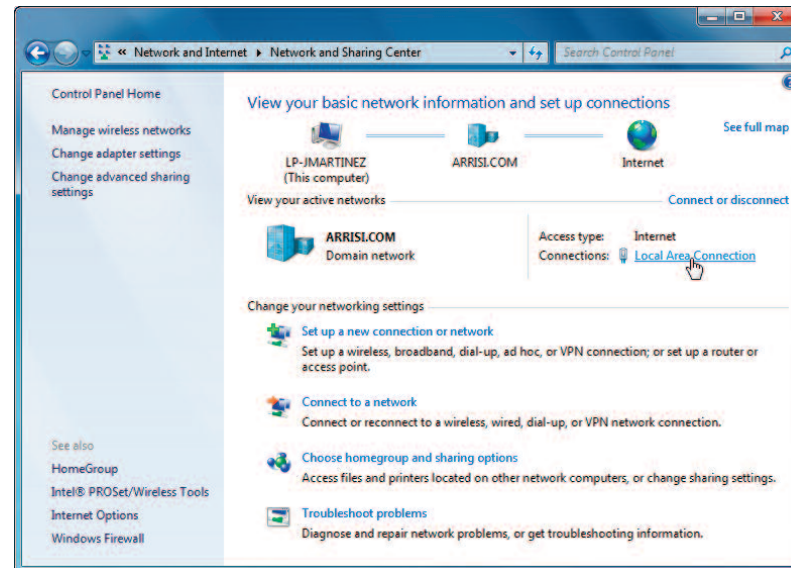 « Network and Internet ▸ Network and Sharing Center
Search Control Panel
Control Panel Home
Manage wireless networks
Change adapter settings
Change advanced sharing
settings
See also
HomeGroup
Intel® PROSet/Wireless Tools
Internet Options
Windows Firewall
View your basic network information and set up connections
See full map
LP-JMARTINEZ
(This computer)
ARRISI.COM
Internet
View your active networks
Connect or disconnect
ARRISI.COM
Domain network
Access type: Internet
Connections: Local Area Connection
Change your networking settings
Set up a new connection or network
Set up a wireless, broadband, dial-up, ad hoc, or VPN connection; or set up a router or
access point.
Connect to a network
Connect or reconnect to a wireless, wired, dial-up, or VPN network connection.
Choose homegroup and sharing options
Access files and printers located on other network computers, or change sharing settings.
Troubleshoot problems
Diagnose and repair network problems, or get troubleshooting information.